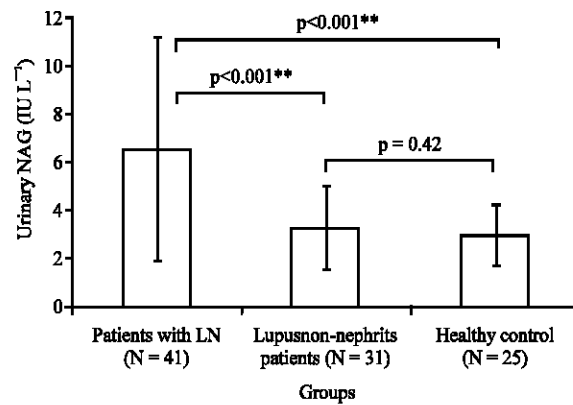 12
p<0.001**
10
p<0.001**
8
p = 0.42
6
4
2
0
Urinary NAG (IU L⁻¹)
Patients with LN Lupusnon-nephrits Healthy control
(N = 41) patients (N = 31) (N = 25)
Groups